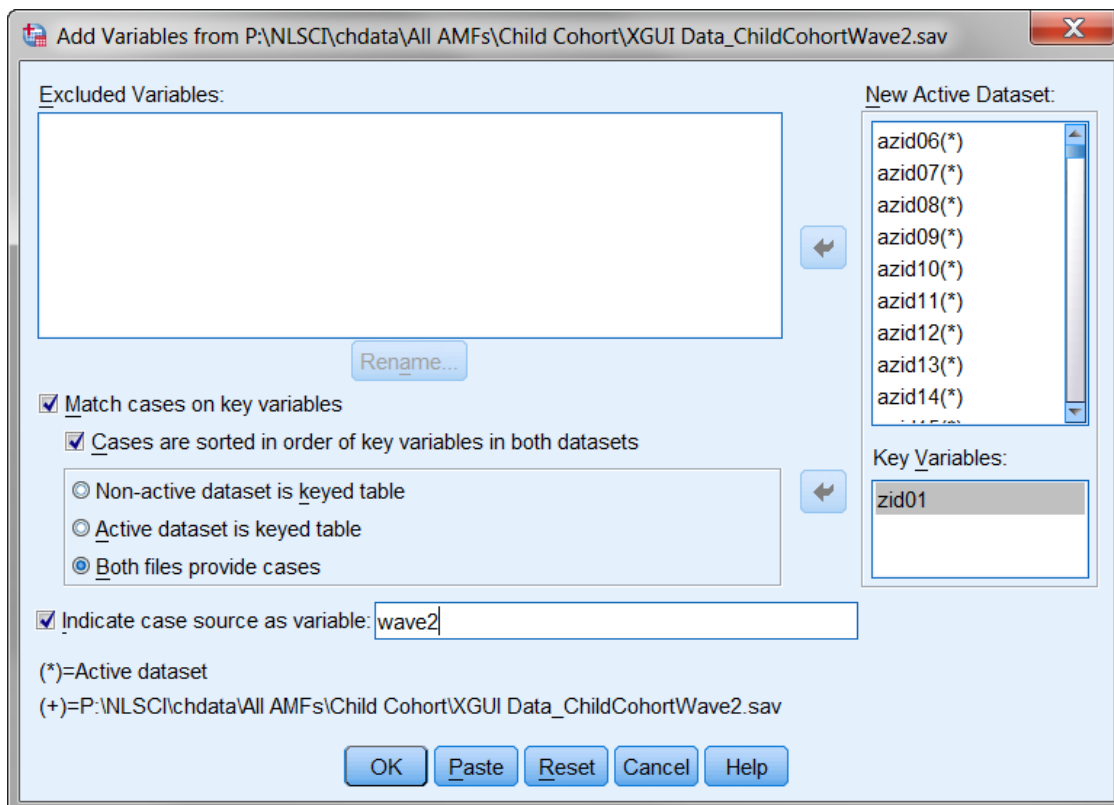 Add Variables from P:\NLSCI\chdata\All AMFs\Child Cohort\XGUI Data_ChildCohortWave2.sav
Excluded Variables:
Rename...
New Active Dataset:
azid06(*)
azid07(*)
azid08(*)
azid09(*)
azid10(*)
azid11(*)
azid12(*)
azid13(*)
azid14(*)
Match cases on key variables
Cases are sorted in order of key variables in both datasets
Non-active dataset is keyed table
Active dataset is keyed table
Both files provide cases
Key Variables:
zid01
Indicate case source as variable: wave2
(*)=Active dataset
(+)=P:\NLSCI\chdata\All AMFs\Child Cohort\XGUI Data_ChildCohortWave2.sav
OK Paste Reset Cancel Help